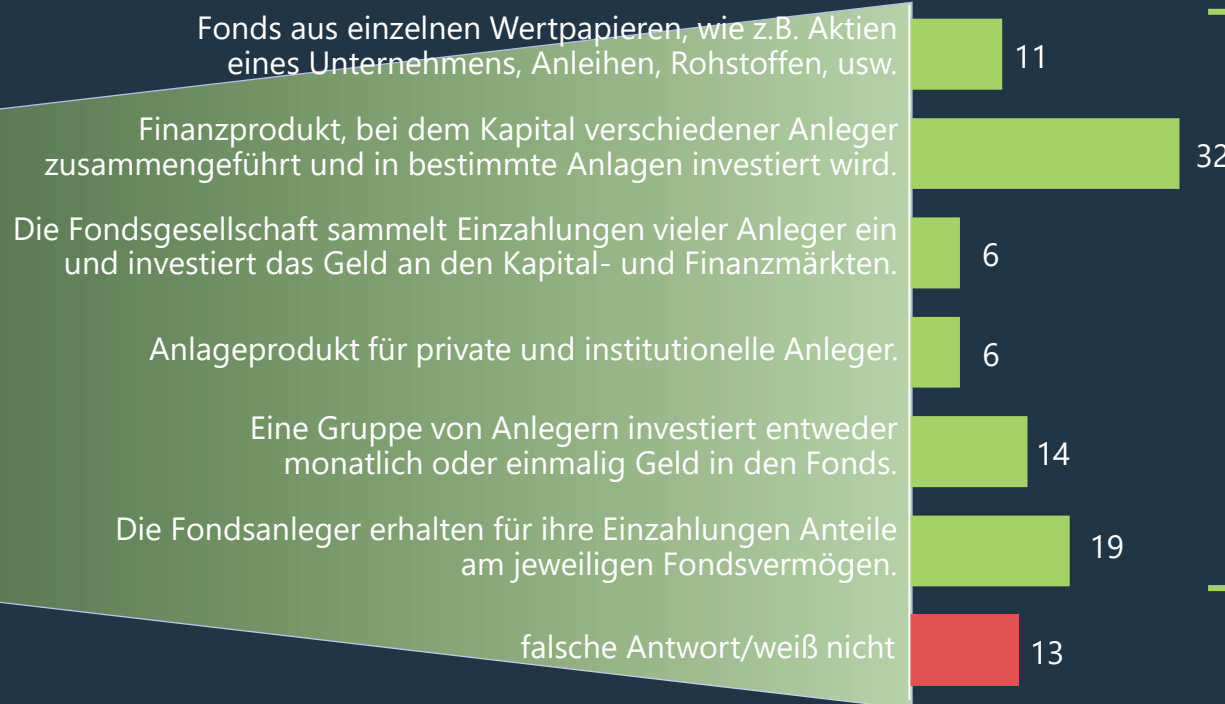 Fonds aus einzelnen Wertpapieren, wie z.B. Aktien
eines Unternehmens, Anleihen, Rohstoffen, usw.
11
Finanzprodukt, bei dem Kapital verschiedener Anleger
zusammengeführt und in bestimmte Anlagen investiert wird.
32
Die Fondsgesellschaft sammelt Einzahlungen vieler Anleger ein
und investiert das Geld an den Kapital- und Finanzmärkten.
6
Anlageprodukt für private und institutionelle Anleger.
6
Eine Gruppe von Anlegern investiert entweder
monatlich oder einmalig Geld in den Fonds.
14
Die Fondsanleger erhalten für ihre Einzahlungen Anteile
am jeweiligen Fondsvermögen.
19
falsche Antwort/weiß nicht
13